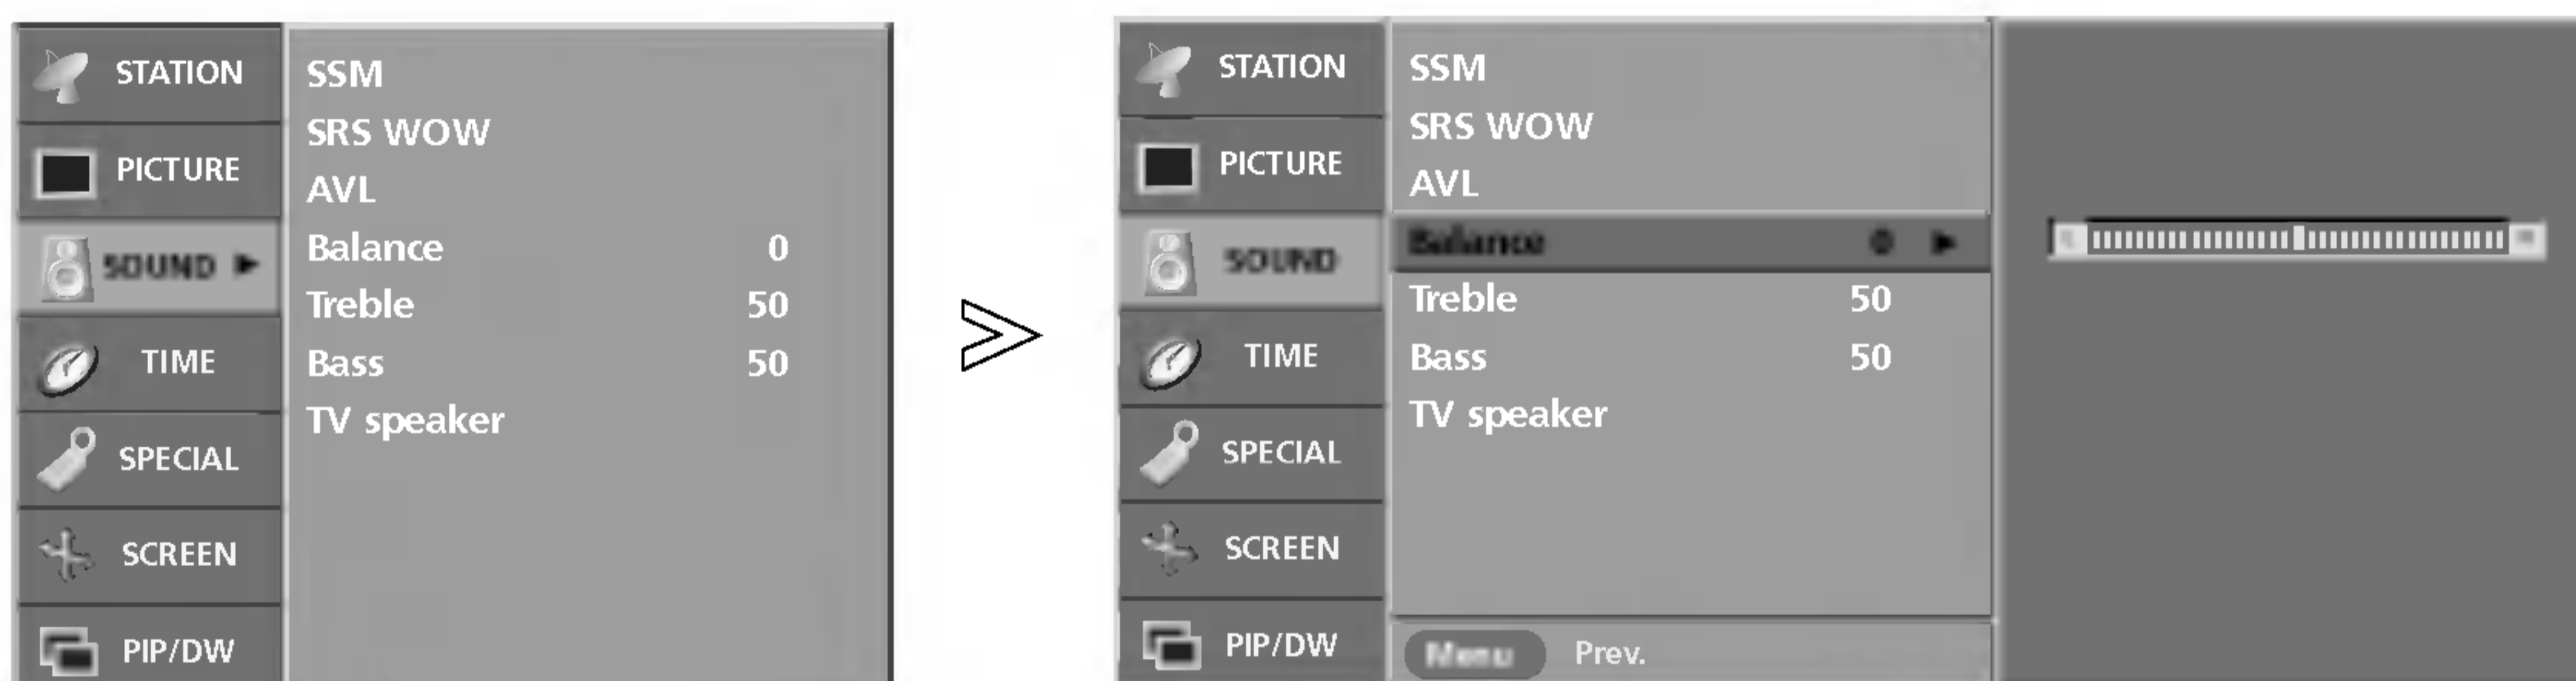 STATION
PICTURE
SOUND
TIME
SPECIAL
SCREEN
PIP/DW
SSM
SRS WOW
AVL
Balance 0
Treble 50
Bass 50
TV speaker
STATION
PICTURE
SOUND
TIME
SPECIAL
SCREEN
PIP/DW
SSM
SRS WOW
AVL
Balance 0
Treble 50
Bass 50
TV speaker
Menu Prev.